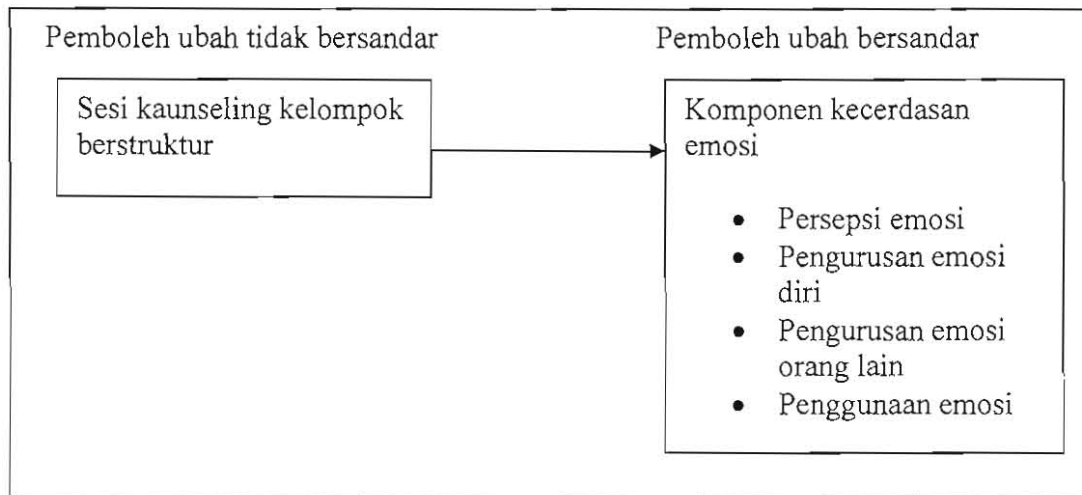 Pemboleh ubah tidak bersandar
Sesi kaunseling kelompok
berstruktur
Pemboleh ubah bersandar
Komponen kecerdasan
emosi
• Persepsi emosi
• Pengurusan emosi
diri
• Pengurusan emosi
orang lain
• Penggunaan emosi